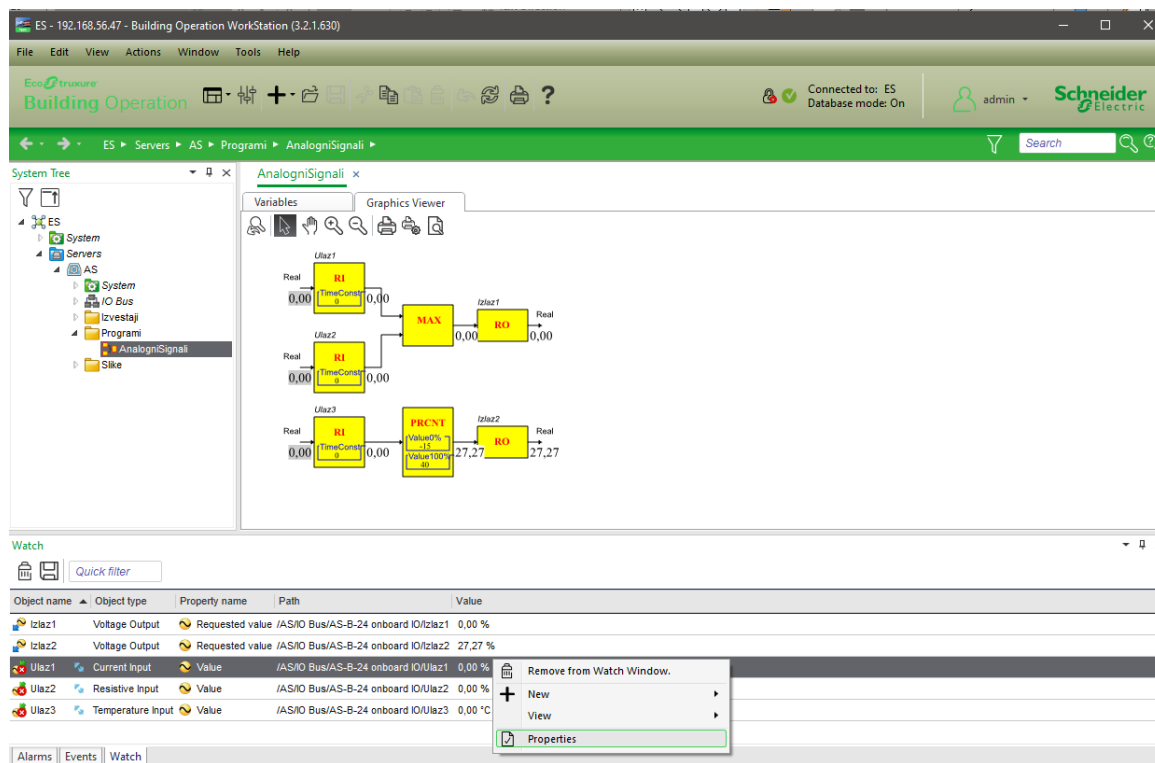 ES - 192.168.56.47 - Building Operation WorkStation (3.2.1.630)
File Edit View Actions Window Tools Help
EcoStruxure
Building Operation
Connected to: ES
Database mode: On
admin
Schneider
Electric
ES Servers AS Programi AnalogniSignali
Search
System Tree
AnalogniSignali
Variables Graphics Viewer
ES
System
Servers
AS
System
IO Bus
Izvestaji
Programi
AnalogniSignali
Slike
Ulaz1
Real RI
TimeConstr
0,00 0 0,00
MAX
Izlaz1
RO Real
0,00 0,00
Ulaz2
Real RI
TimeConstr
0,00 0 0,00
Ulaz3
Real RI
TimeConstr
0,00 0 0,00
PRCNT
Value0%
-15
Value100%
40
Izlaz2
RO Real
27,27 27,27
Watch
Quick filter
Object name Object type Property name Path Value
Izlaz1 Voltage Output Requested value /AS/IO Bus/AS-B-24 onboard IO/Izlaz1 0,00 %
Izlaz2 Voltage Output Requested value /AS/IO Bus/AS-B-24 onboard IO/Izlaz2 27,27 %
Ulaz1 Current Input Value /AS/IO Bus/AS-B-24 onboard IO/Ulaz1 0,00 %
Ulaz2 Resistive Input Value /AS/IO Bus/AS-B-24 onboard IO/Ulaz2 0,00 %
Ulaz3 Temperature Input Value /AS/IO Bus/AS-B-24 onboard IO/Ulaz3 0,00 °C
Remove from Watch Window.
New
View
Properties
Alarms Events Watch